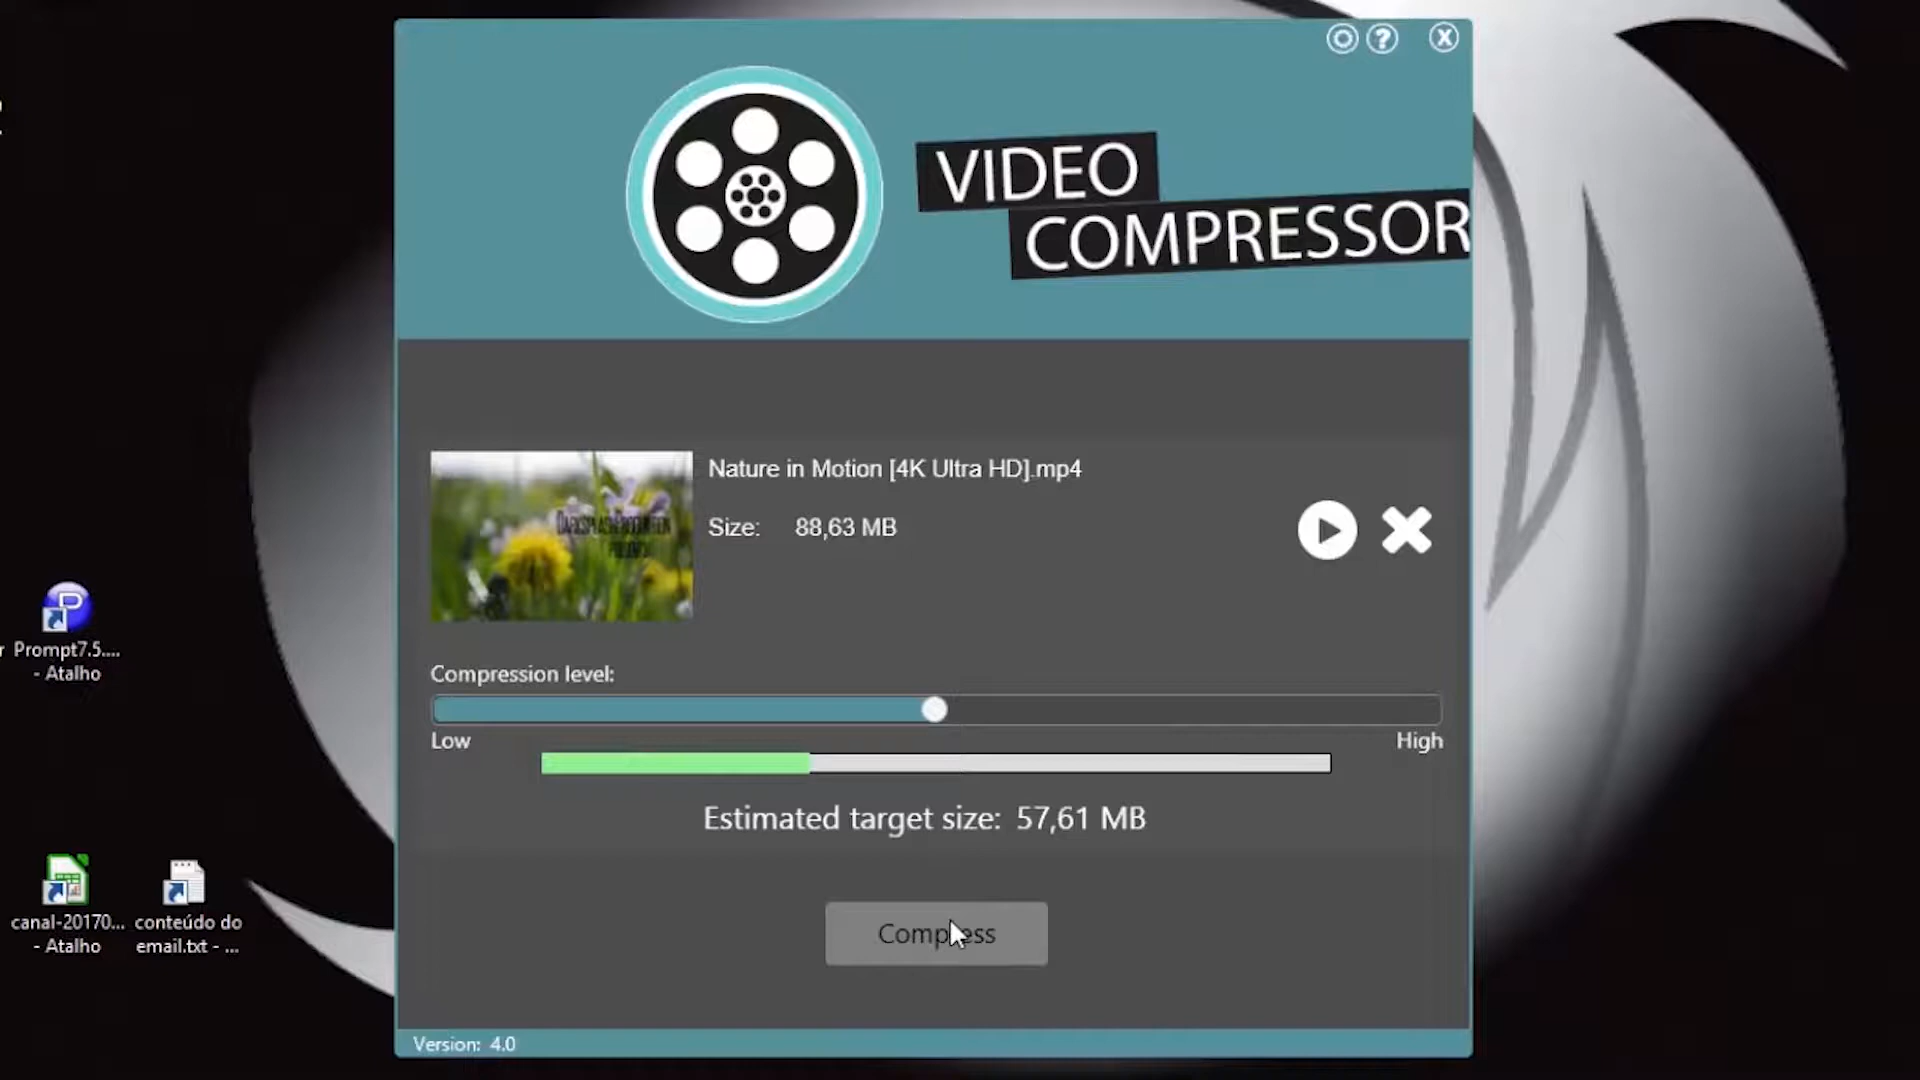 VIDEO
COMPRESSOR
Nature in Motion [4K Ultra HD].mp4
Size: 88,63 MB
Compression level:
Low
High
Estimated target size: 57,61 MB
Compress
Version: 4.0
r Prompt7.5....
- Atalho
canal-20170...
- Atalho
conteúdo do
email.txt - ...